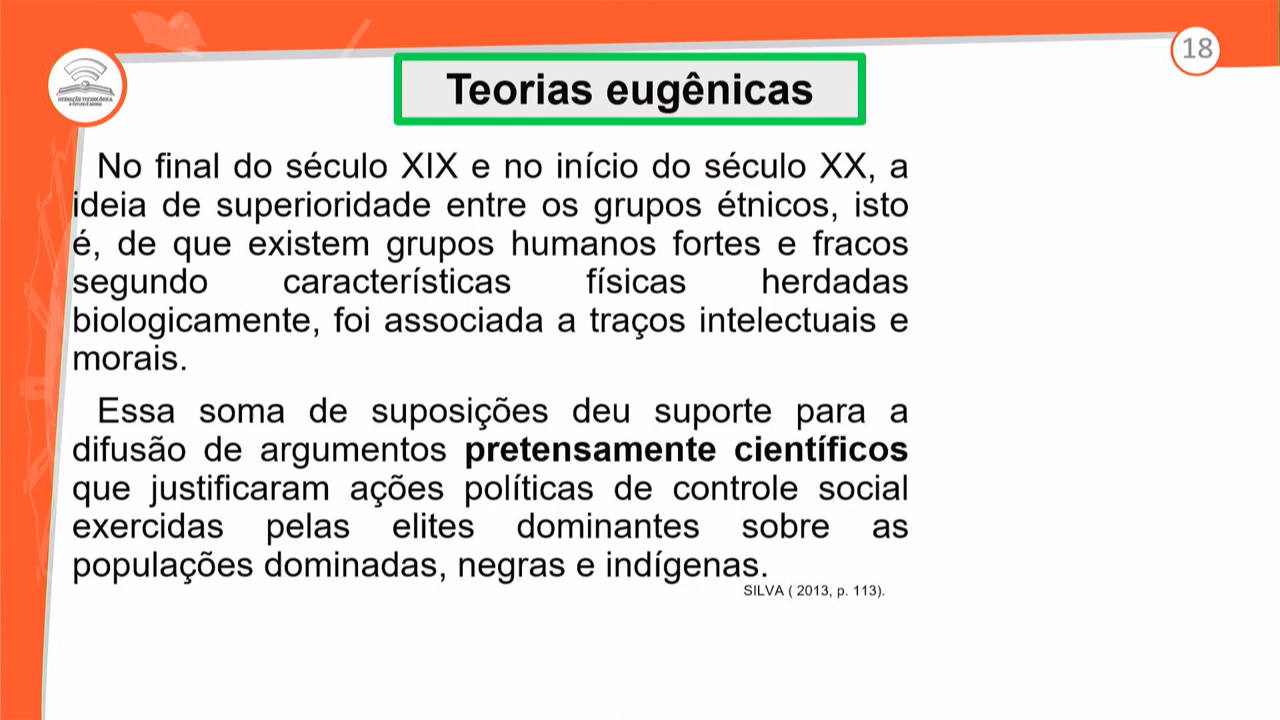 18
Teorias eugênicas
No final do século XIX e no início do século XX, a
ideia de superioridade entre os grupos étnicos, isto
é, de que existem grupos humanos fortes e fracos
segundo características físicas herdadas
biologicamente, foi associada a traços intelectuais e
morais.
Essa soma de suposições deu suporte para a
difusão de argumentos pretensamente científicos
que justificaram ações políticas de controle social
exercidas pelas elites dominantes sobre as
populações dominadas, negras e indígenas.
SILVA ( 2013, p. 113).
MEDIAÇÃO TECNOLÓGICA